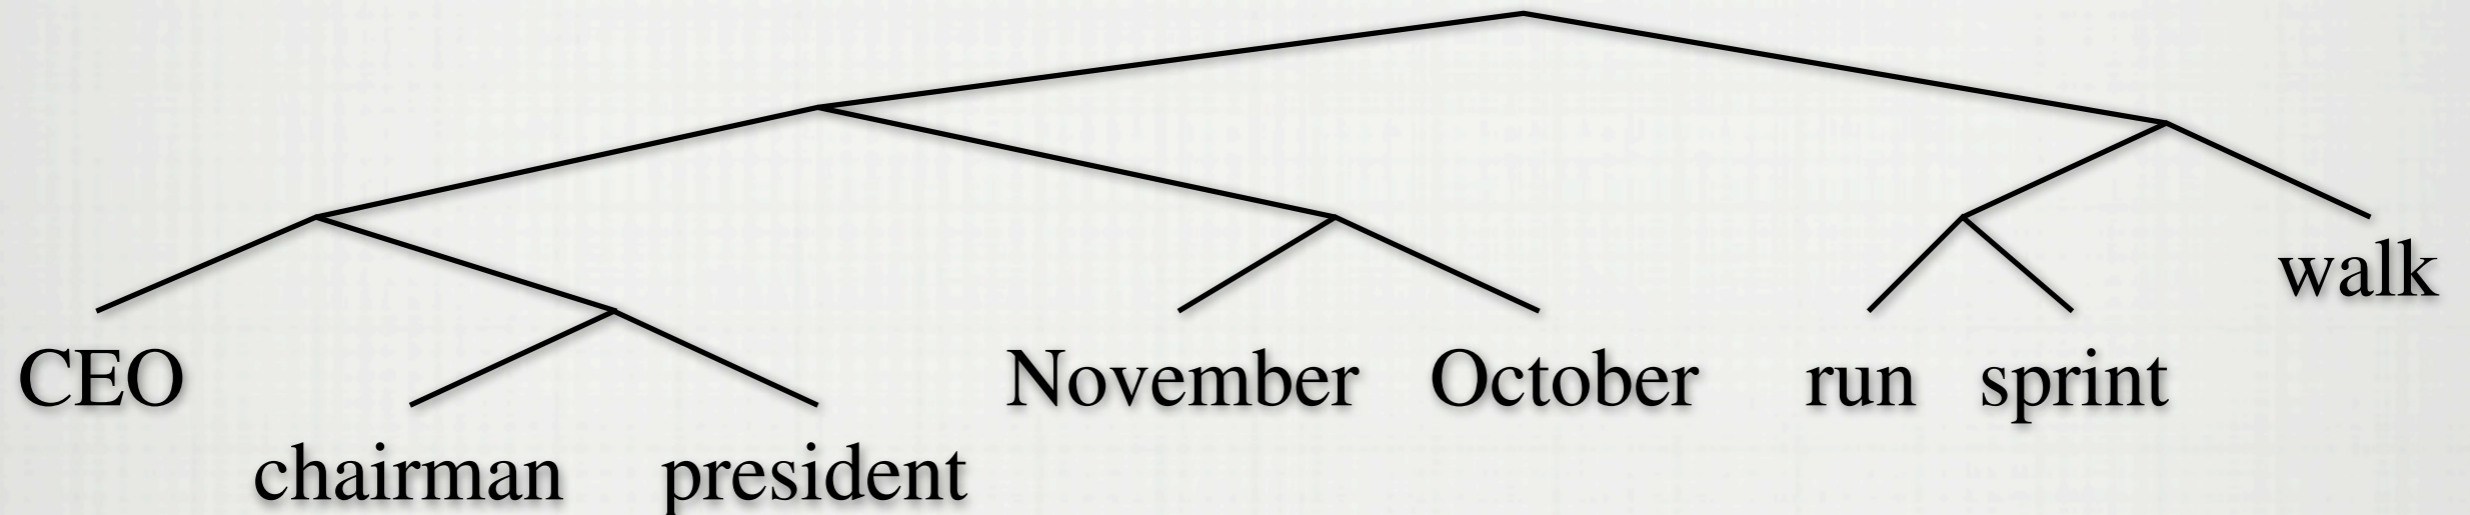 walk
CEO November October run sprint
chairman president